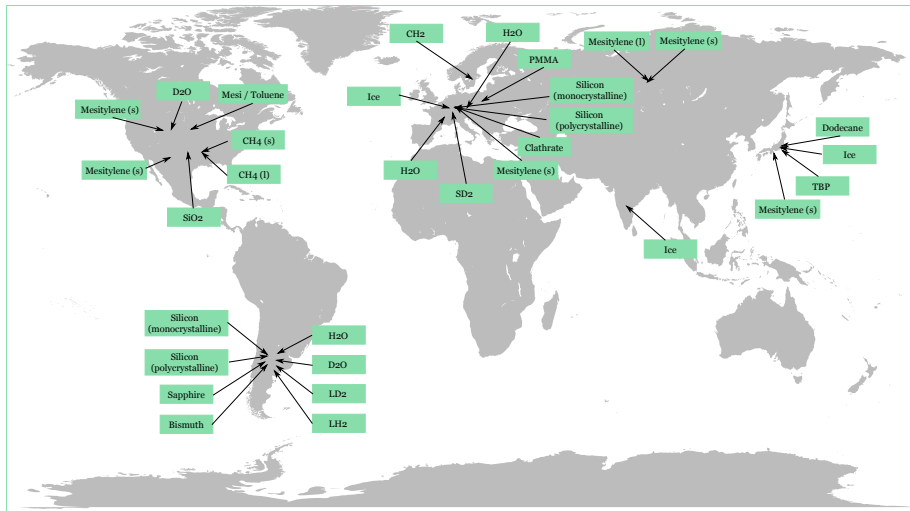 CH2
H2O
Mesitylene (l)
Mesitylene (s)
PMMA
D2O
Mesi / Toluene
Silicon
(monocrystalline)
Ice
Mesitylene (s)
Silicon
(polycrystalline)
Dodecane
CH4 (s)
Clathrate
Ice
Mesitylene (s)
CH4 (l)
H2O
Mesitylene (s)
TBP
SD2
Mesitylene (s)
SiO2
Ice
Silicon
(monocrystalline)
H2O
Silicon
(polycrystalline)
D2O
Sapphire
LD2
Bismuth
LH2